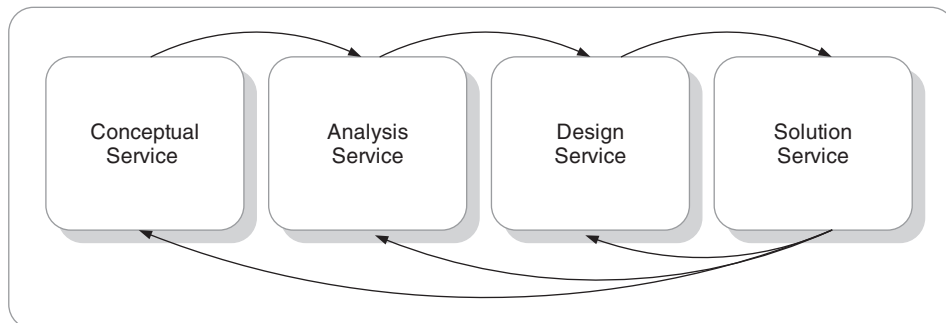 Conceptual
Service
Analysis
Service
Design
Service
Solution
Service